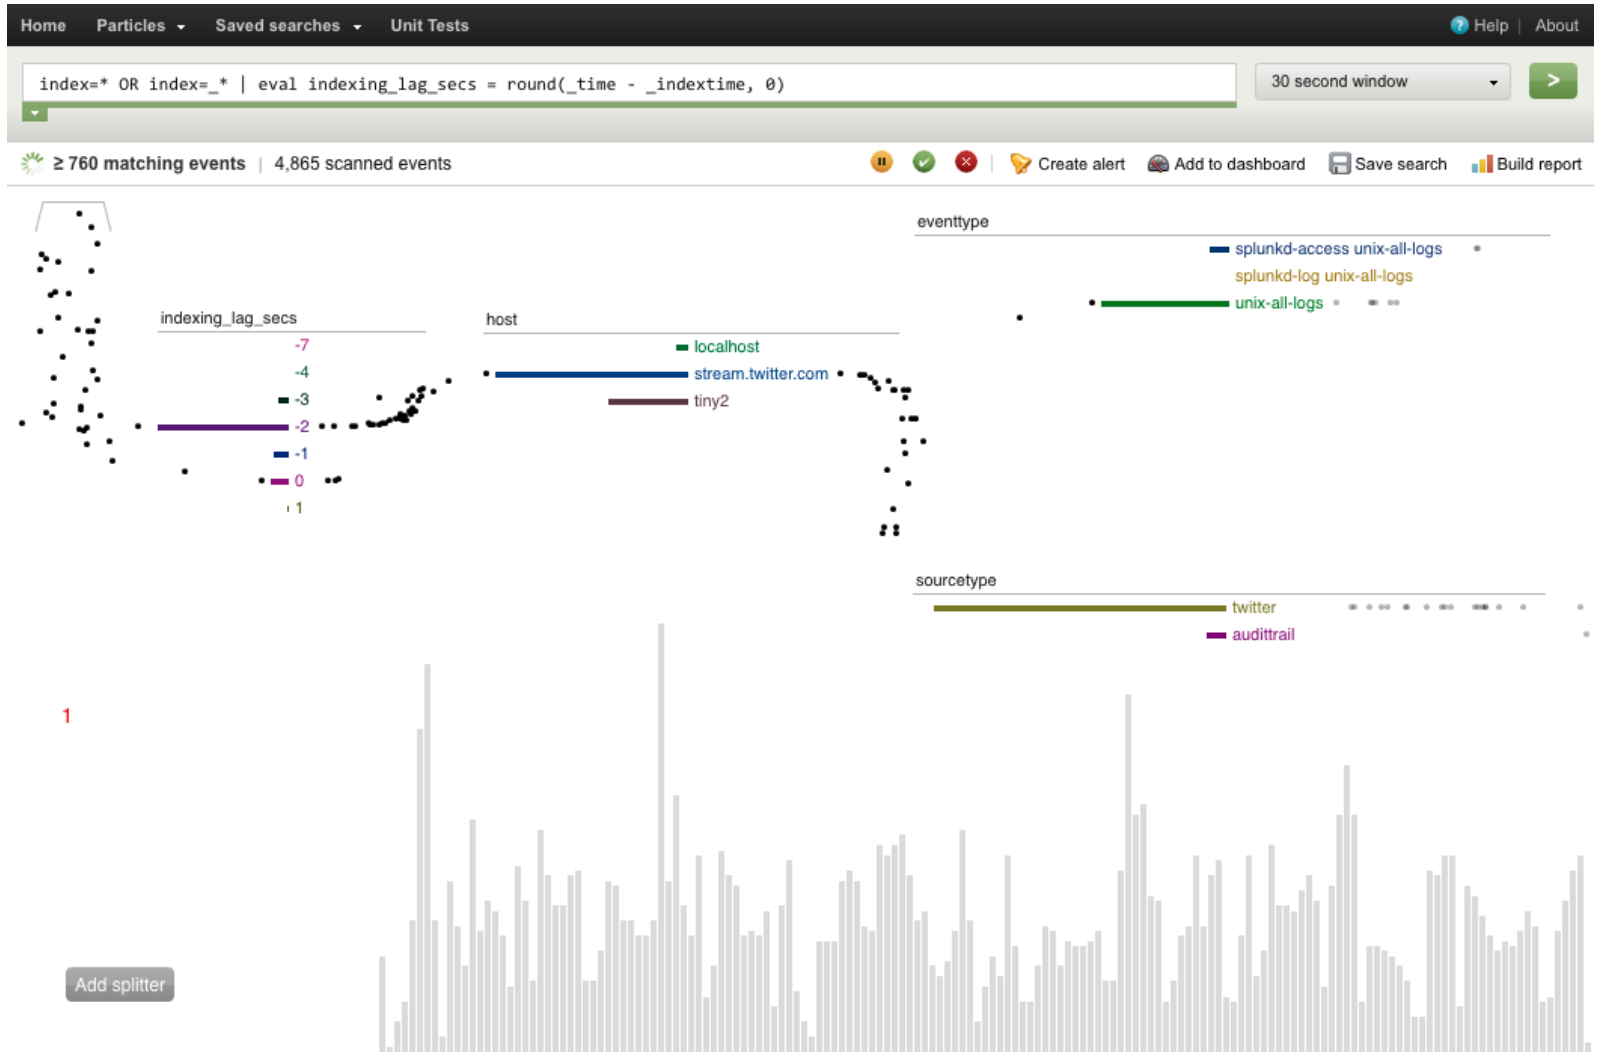 Home Particles Saved searches Unit Tests ? Help | About
index=* OR index=_* | eval indexing_lag_secs = round(_time - _indextime, 0)
30 second window
>
≥ 760 matching events | 4,865 scanned events
Create alert Add to dashboard Save search Build report
indexing_lag_secs
-7
-4
-3
-2
-1
0
1
host
localhost
stream.twitter.com
tiny2
eventtype
splunkd-access unix-all-logs
splunkd-log unix-all-logs
unix-all-logs
sourcetype
twitter
audittrail
1
Add splitter